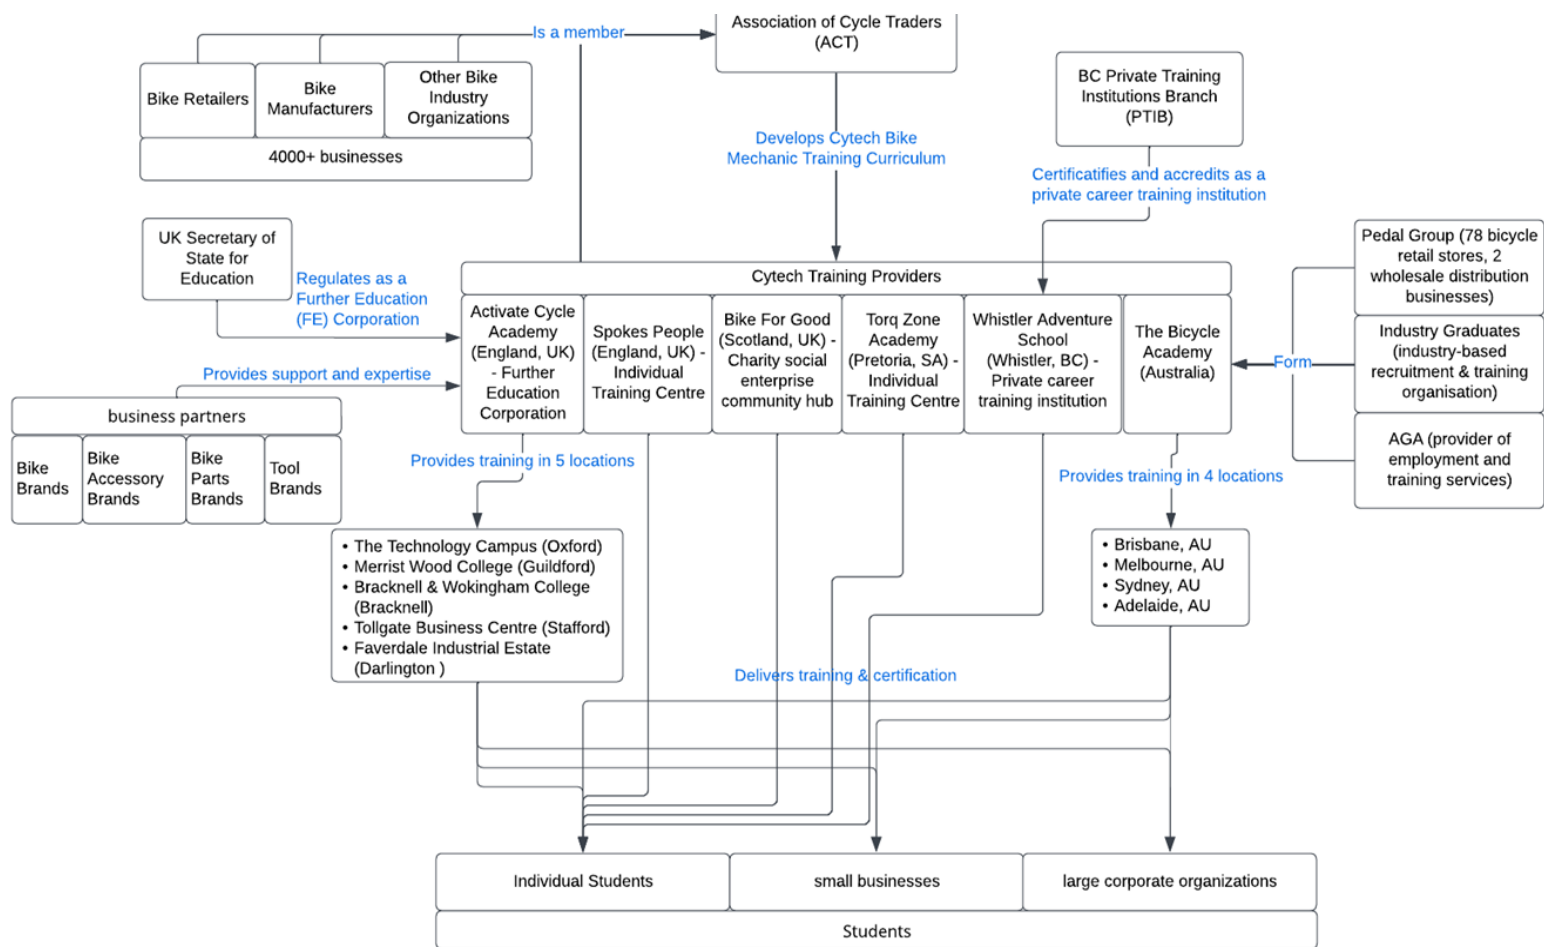 Association of Cycle Traders
(ACT)
Is a member
Bike Retailers
Bike
Manufacturers
Other Bike
Industry
Organizations
4000+ businesses
BC Private Training
Institutions Branch
(PTIB)
Develops Cytech Bike
Mechanic Training Curriculum
Certificatifies and accredits as a
private career training institution
UK Secretary of
State for
Education
Regulates as a
Further Education
(FE) Corporation
Pedal Group (78 bicycle
retail stores, 2
wholesale distribution
businesses)
Industry Graduates
(industry-based
recruitment & training
organisation)
AGA (provider of
employment and
training services)
Form
Cytech Training Providers
Activate Cycle
Academy
(England, UK)
- Further
Education
Corporation
Spokes People
(England, UK) -
Individual
Training Centre
Bike For Good
(Scotland, UK) -
Charity social
enterprise
community hub
Torq Zone
Academy
(Pretoria, SA) -
Individual
Training Centre
Whistler Adventure
School
(Whistler, BC) -
Private career
training institution
The Bicycle
Academy
(Australia)
Provides support and expertise
business partners
Bike
Brands
Bike
Accessory
Brands
Bike
Parts
Brands
Tool
Brands
Provides training in 5 locations
Provides training in 4 locations
• The Technology Campus (Oxford)
• Merrist Wood College (Guildford)
• Bracknell & Wokingham College
(Bracknell)
• Tollgate Business Centre (Stafford)
• Faverdale Industrial Estate
(Darlington )
• Brisbane, AU
• Melbourne, AU
• Sydney, AU
• Adelaide, AU
Delivers training & certification
Individual Students
small businesses
large corporate organizations
Students